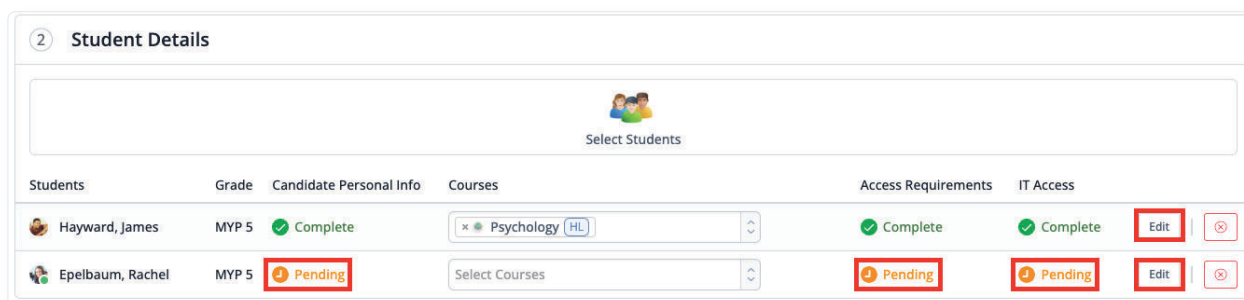 2 Student Details
Select Students
Students Grade Candidate Personal Info Courses Access Requirements IT Access
Hayward, James MYP 5 Complete × Psychology HL Complete Complete Edit
Epelbaum, Rachel MYP 5 Pending Select Courses Pending Pending Edit